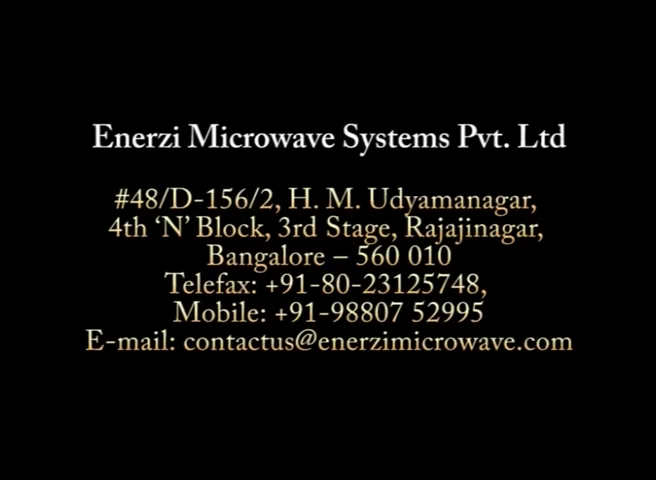 Enerzi Microwave Systems Pvt. Ltd
#48/D-156/2, H. M. Udyamanagar,
4th ‘N’ Block, 3rd Stage, Rajajinagar,
Bangalore – 560 010
Telefax: +91-80-23125748,
Mobile: +91-98807 52995
E-mail: contactus@enerzimicrowave.com